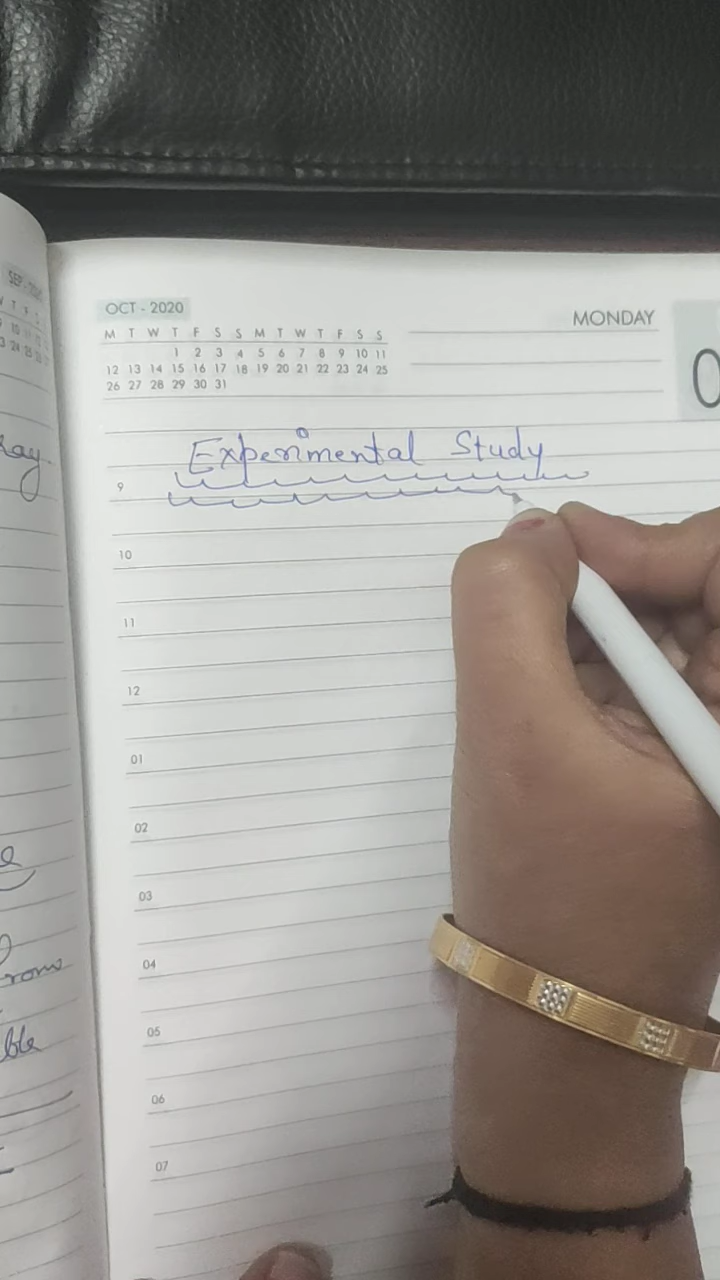 OCT - 2020
MONDAY
M T W T F S S M T W T F S S
1 2 3 4 5 6 7 8 9 10 11
12 13 14 15 16 17 18 19 20 21 22 23 24 25
26 27 28 29 30 31
0
Experimental Study
9
10
11
12
01
02
03
04
05
06
07